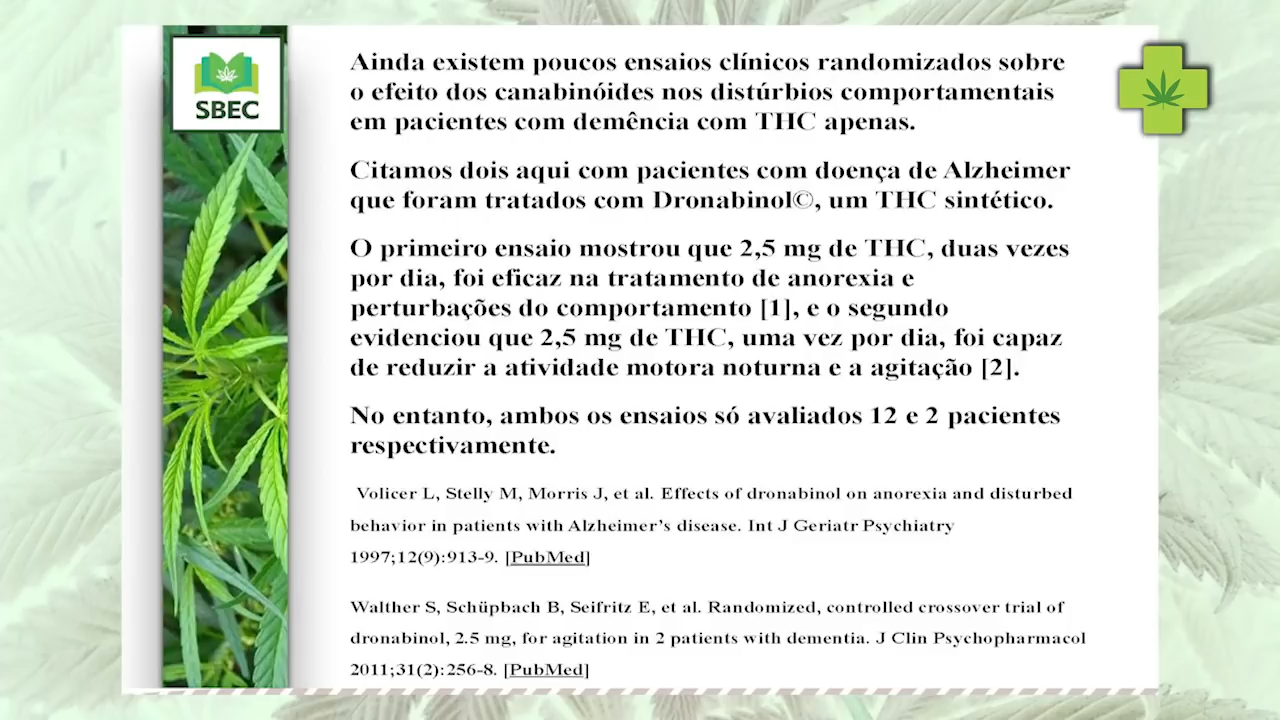 SBEC
Ainda existem poucos ensaios clínicos randomizados sobre
o efeito dos canabinóides nos distúrbios comportamentais
em pacientes com demência com THC apenas.
Citamos dois aqui com pacientes com doença de Alzheimer
que foram tratados com Dronabinol©, um THC sintético.
O primeiro ensaio mostrou que 2,5 mg de THC, duas vezes
por dia, foi eficaz na tratamento de anorexia e
perturbações do comportamento [1], e o segundo
evidenciou que 2,5 mg de THC, uma vez por dia, foi capaz
de reduzir a atividade motora noturna e a agitação [2].
No entanto, ambos os ensaios só avaliados 12 e 2 pacientes
respectivamente.
Volicer L, Stelly M, Morris J, et al. Effects of dronabinol on anorexia and disturbed
behavior in patients with Alzheimer's disease. Int J Geriatr Psychiatry
1997;12(9):913-9. [PubMed]
Walther S, Schüpbach B, Seifritz E, et al. Randomized, controlled crossover trial of
dronabinol, 2.5 mg, for agitation in 2 patients with dementia. J Clin Psychopharmacol
2011;31(2):256-8. [PubMed]